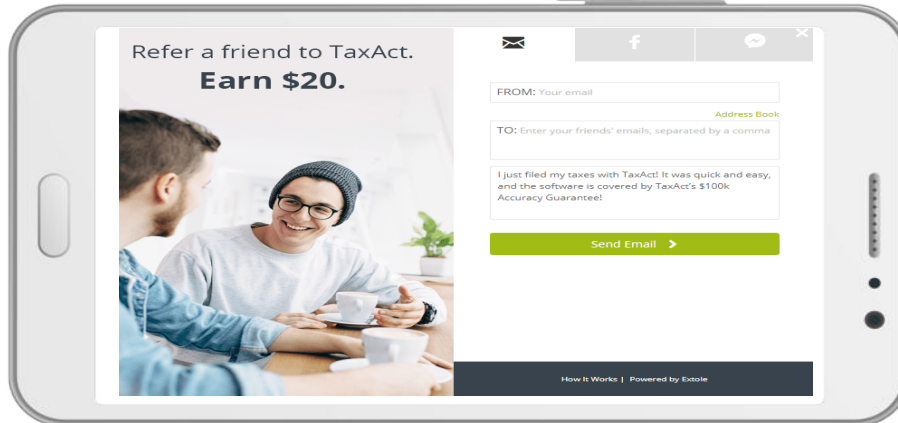 Refer a friend to TaxAct.
Earn $20.
FROM: Your email
Address Book
TO: Enter your friends' emails, separated by a comma
I just filed my taxes with TaxAct! It was quick and easy,
and the software is covered by TaxAct's $100k
Accuracy Guarantee!
Send Email
How It Works | Powered by Extole